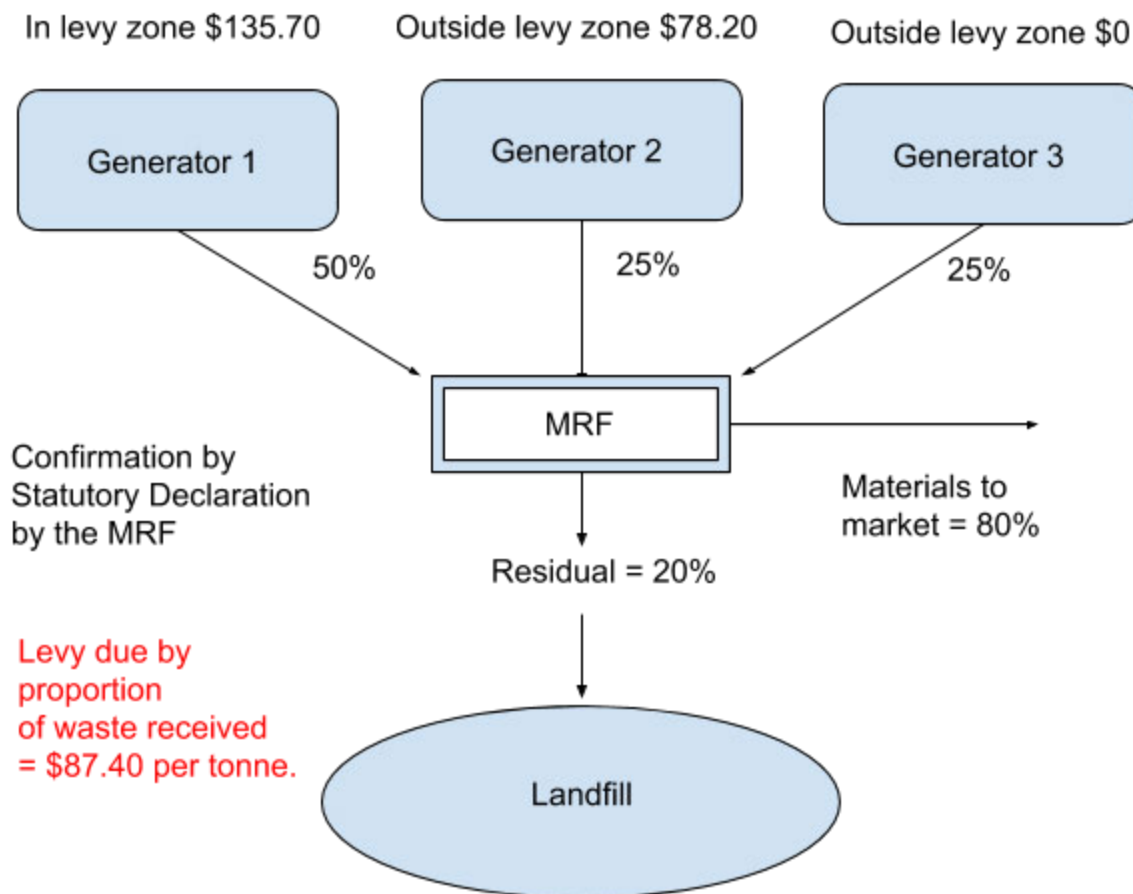 In levy zone $135.70
Outside levy zone $78.20
Outside levy zone $0
Generator 1
Generator 2
Generator 3
50%
25%
25%
MRF
Confirmation by
Statutory Declaration
by the MRF
Materials to
market = 80%
Residual = 20%
Levy due by
proportion
of waste received
= $87.40 per tonne.
Landfill